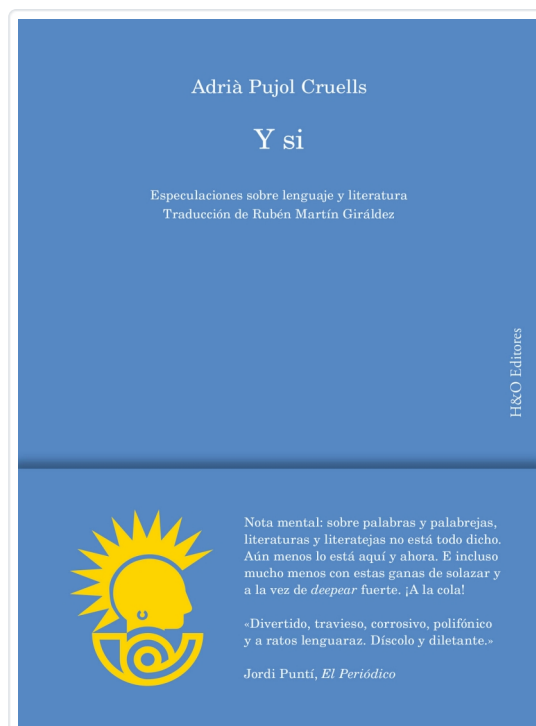 Adrià Pujol Cruells
Y si
Especulaciones sobre lenguaje y literatura
Traducción de Rubén Martín Giráldez
H&O Editores
Nota mental: sobre palabras y palabrejas,
literaturas y literatejas no está todo dicho.
Aún menos lo está aquí y ahora. E incluso
mucho menos con estas ganas de solazar y
a la vez de deepear fuerte. ¡A la cola!
«Divertido, travieso, corrosivo, polifónico
y a ratos lenguaraz. Díscolo y diletante.»
Jordi Puntí, El Periódico